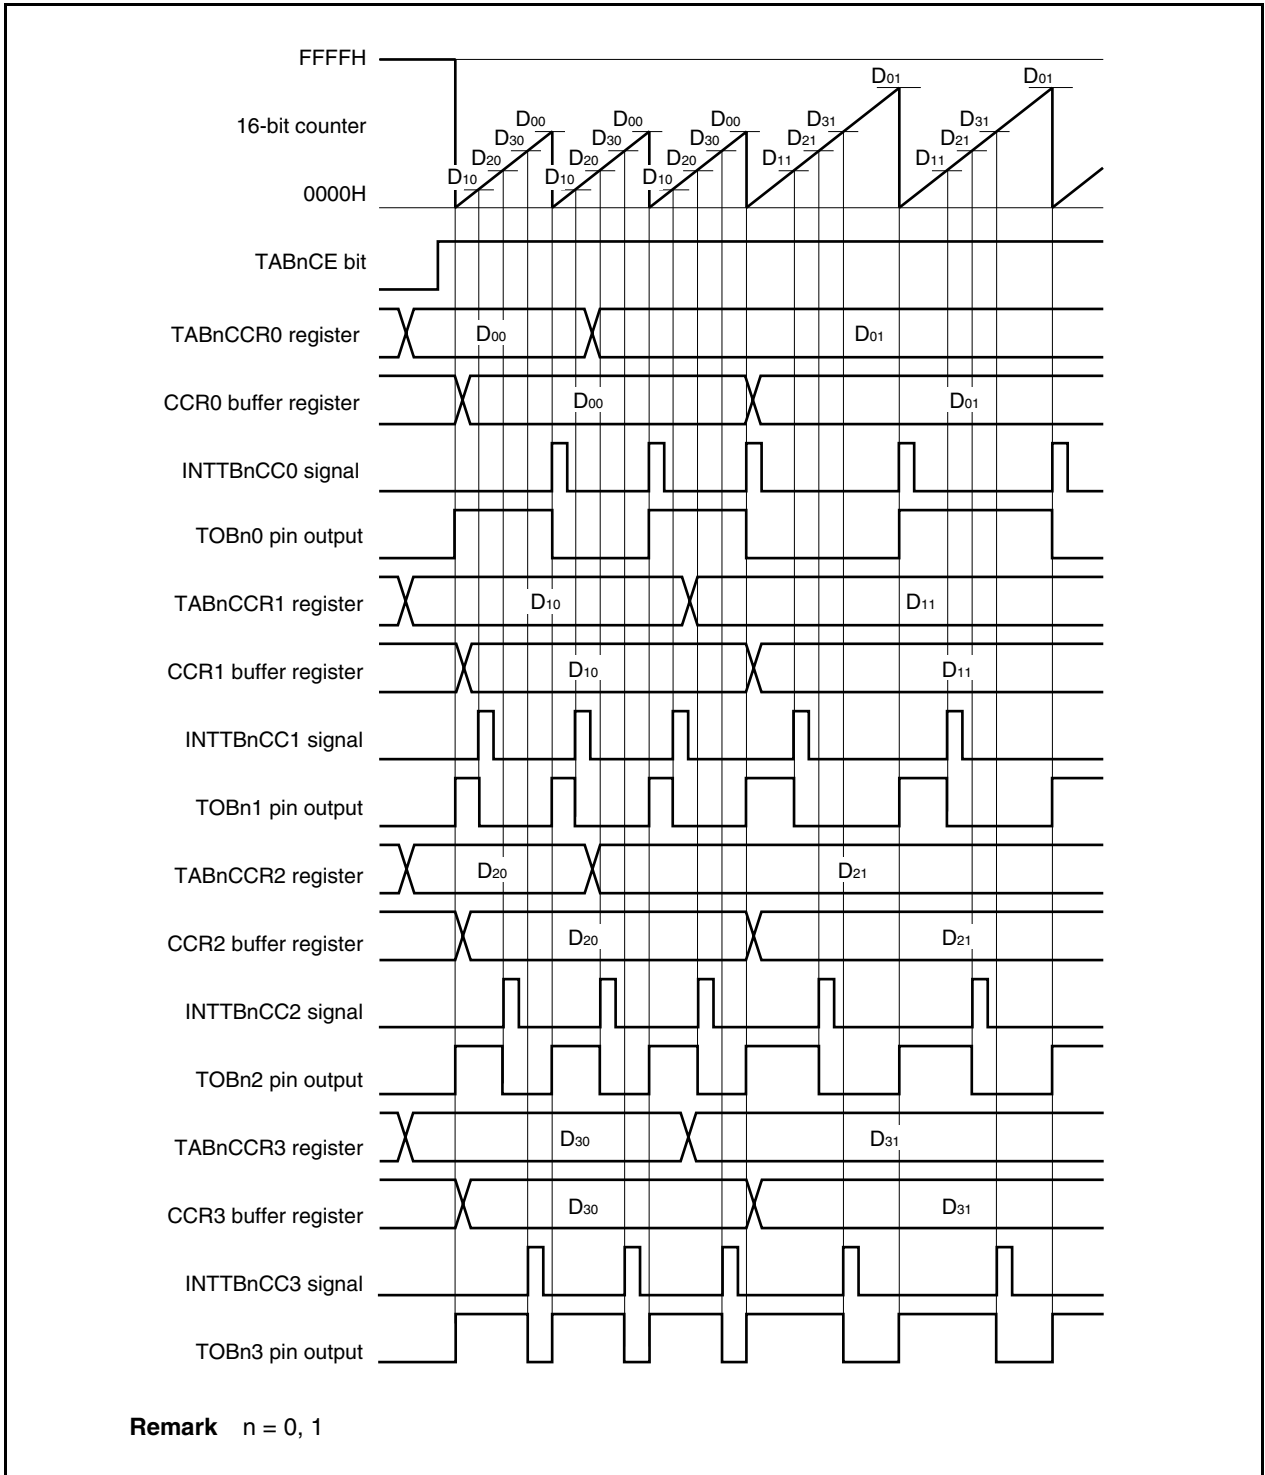 FFFFH
D01 D01
16-bit counter D00 D00 D00 D31 D31
D30 D30 D30 D21 D21
D20 D20 D20 D11 D11
D10 D10 D10
0000H
TABnCE bit
TABnCCR0 register D00 D01
CCR0 buffer register D00 D01
INTTBnCC0 signal
TOBn0 pin output
TABnCCR1 register D10 D11
CCR1 buffer register D10 D11
INTTBnCC1 signal
TOBn1 pin output
TABnCCR2 register D20 D21
CCR2 buffer register D20 D21
INTTBnCC2 signal
TOBn2 pin output
TABnCCR3 register D30 D31
CCR3 buffer register D30 D31
INTTBnCC3 signal
TOBn3 pin output
Remark n = 0, 1